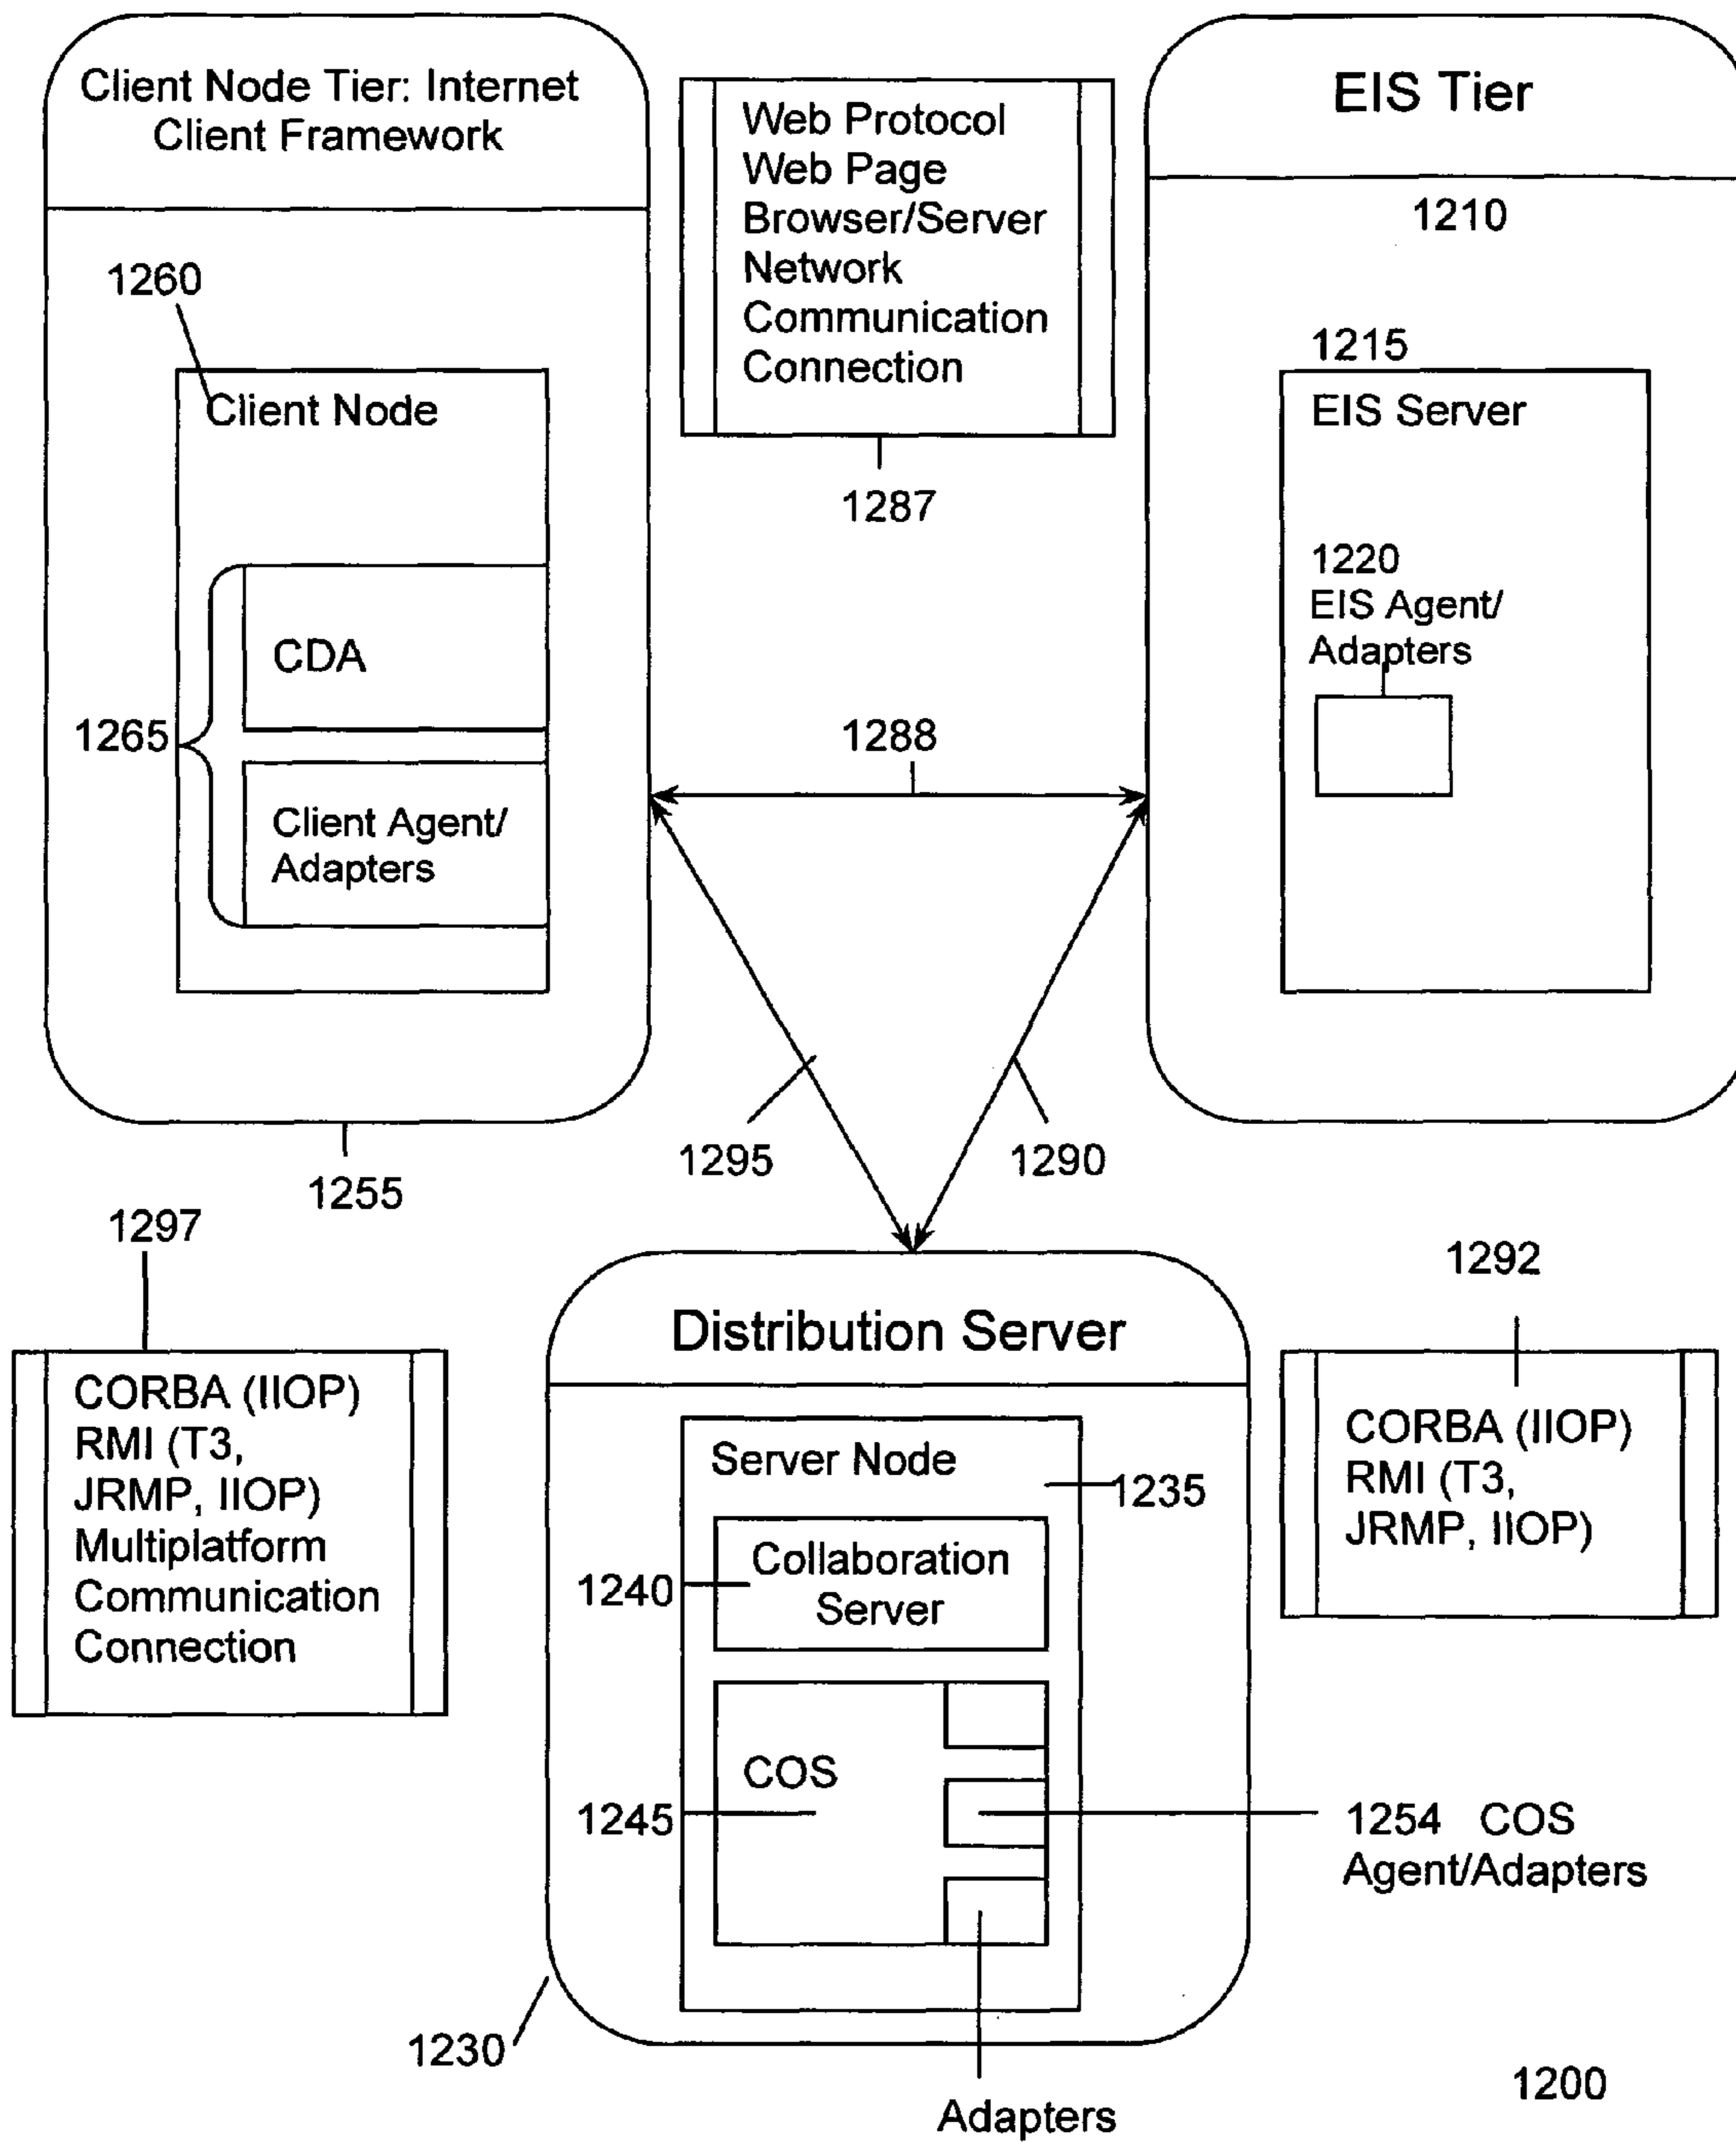 Client Node Tier: Internet
Client Framework
1260
Client Node
CDA
1265
Client Agent/
Adapters
1255
Web Protocol
Web Page
Browser/Server
Network
Communication
Connection
1287
EIS Tier
1210
1215
EIS Server
1220
EIS Agent/
Adapters
1288
1295
1290
1297
CORBA (IIOP)
RMI (T3,
JRMP, IIOP)
Multiplatform
Communication
Connection
Distribution Server
Server Node
1235
Collaboration
Server
1240
COS
1245
1254 COS
Agent/Adapters
1230
Adapters
1292
CORBA (IIOP)
RMI (T3,
JRMP, IIOP)
1200